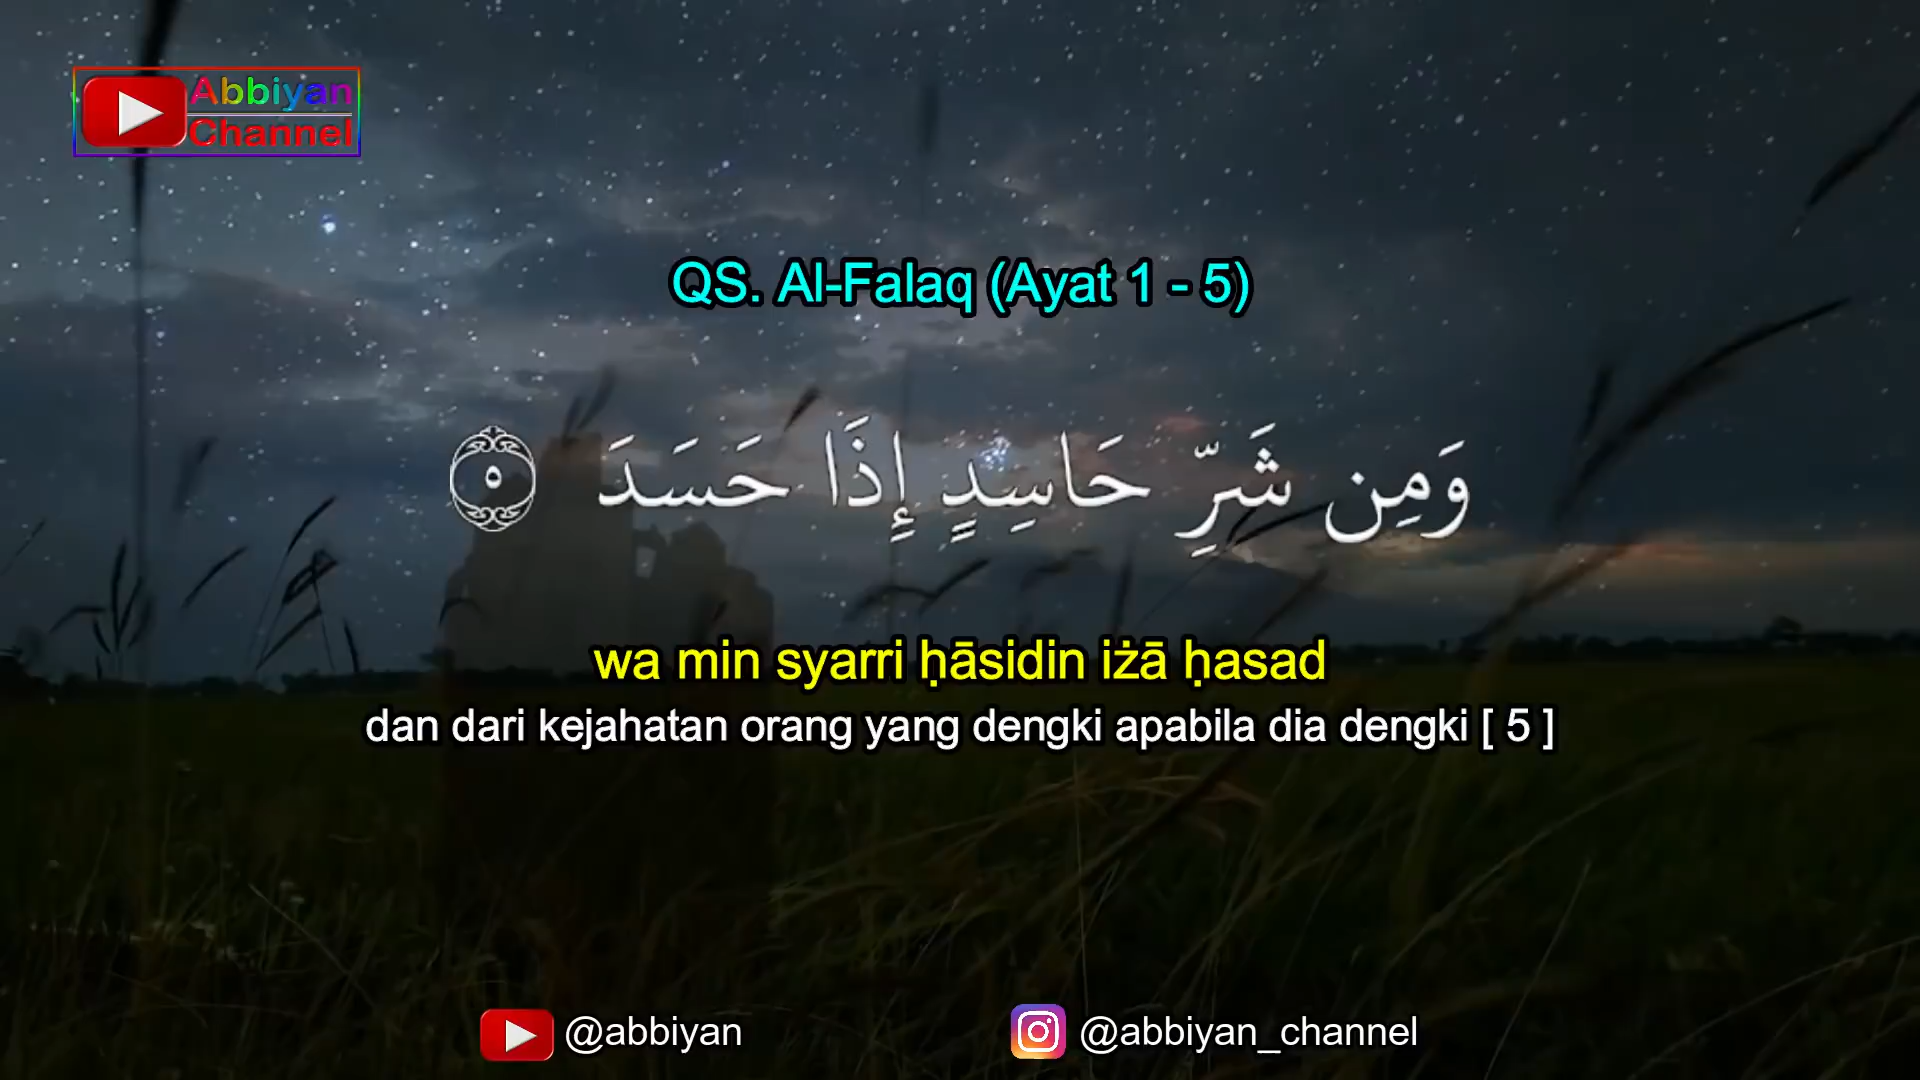 Abbiyan
Channel
QS. Al-Falaq (Ayat 1 - 5)
وَمِن شَرِّ حَاسِدٍ إِذَا حَسَدَ ٥
wa min syarri ḥāsidin iżā ḥasad
dan dari kejahatan orang yang dengki apabila dia dengki [ 5 ]
@abbiyan
@abbiyan_channel